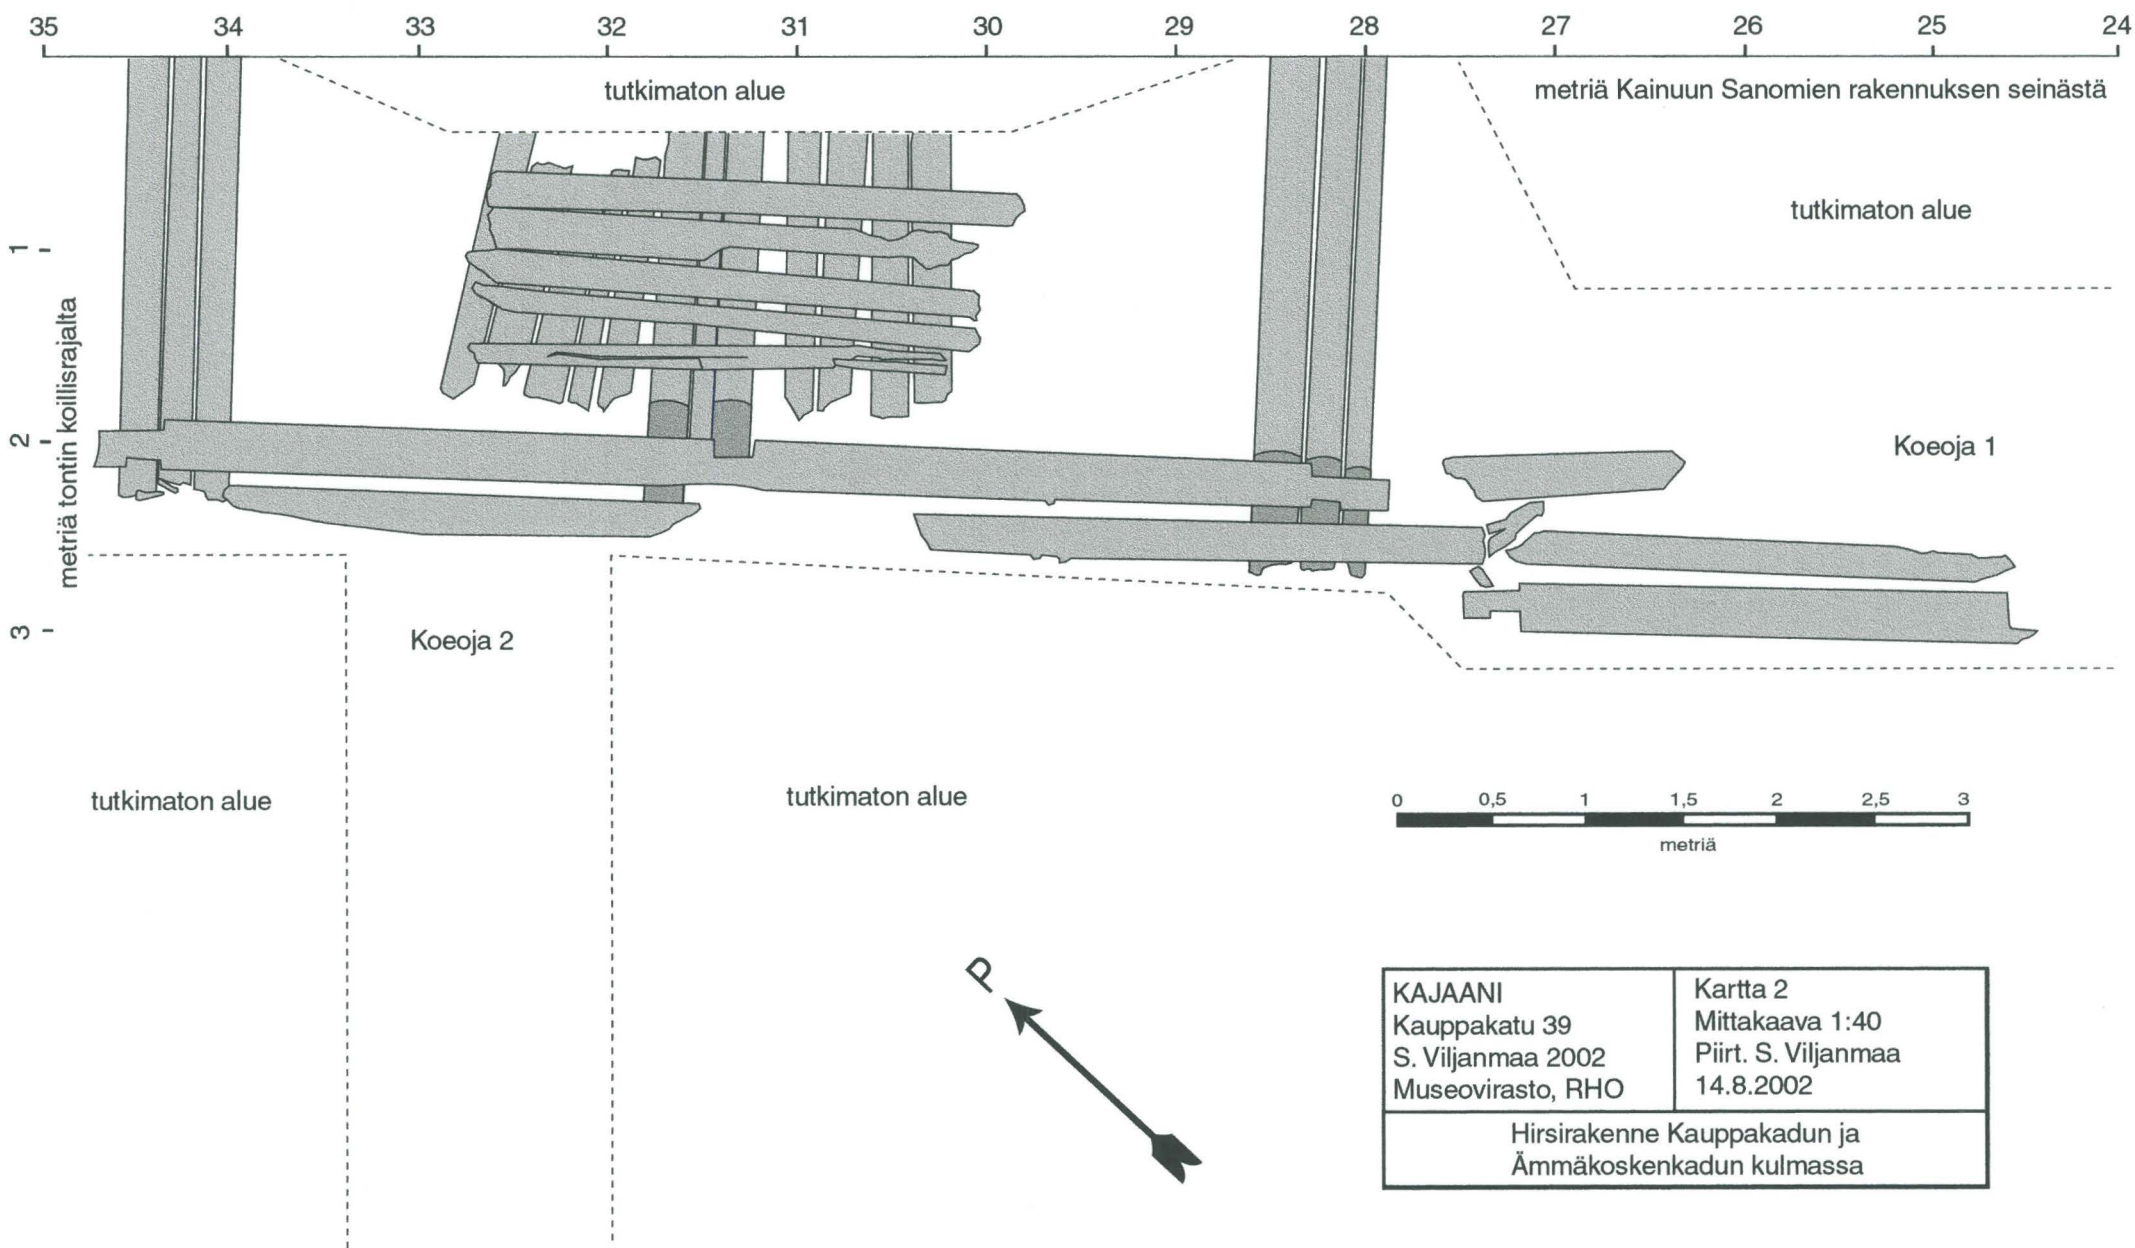 35 34 33 32 31 30 29 28 27 26 25 24
tutkimaton alue
metriä Kainuun Sanomien rakennuksen seinästä
tutkimaton alue
1
2
3
metriä tontin koillisrajalta
Koeoja 1
Koeoja 2
tutkimaton alue
tutkimaton alue
0 0,5 1 1,5 2 2,5 3
metriä
P
KAJAANI
Kauppakatu 39
S. Viljanmaa 2002
Museovirasto, RHO
Kartta 2
Mittakaava 1:40
Piirt. S. Viljanmaa
14.8.2002
Hirsirakenne Kauppakadun ja
Ämmäkoskenkadun kulmassa